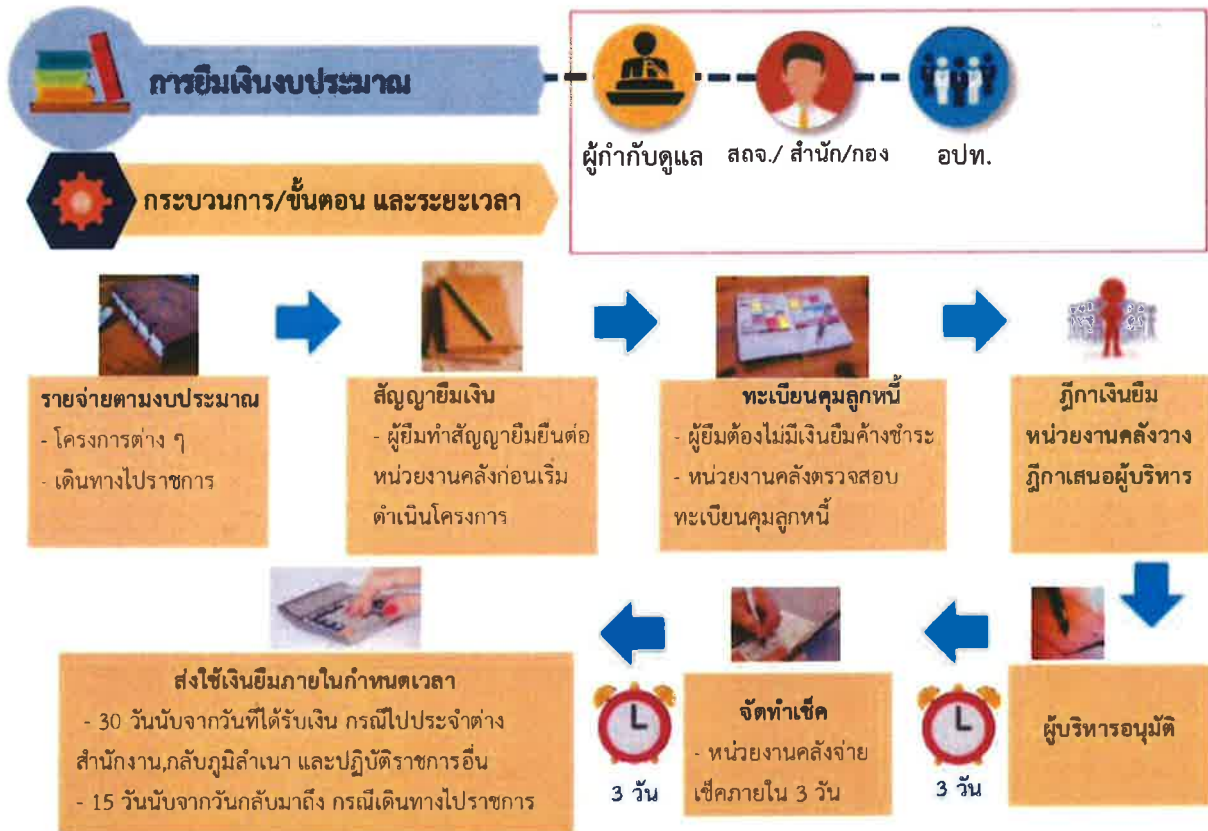 การยืมเงินงบประมาณ
ผู้กำกับดูแล
สถจ./ สำนัก/กอง
อปท.
กระบวนการ/ขั้นตอน และระยะเวลา
รายจ่ายตามงบประมาณ
- โครงการต่าง ๆ
- เดินทางไปราชการ
สัญญายืมเงิน
- ผู้ยืมทำสัญญายืมยื่นต่อ
หน่วยงานคลังก่อนเริ่ม
ดำเนินโครงการ
ทะเบียนคุมลูกหนี้
- ผู้ยืมต้องไม่มีเงินยืมค้างชำระ
- หน่วยงานคลังตรวจสอบ
ทะเบียนคุมลูกหนี้
ฎีกาเงินยืม
หน่วยงานคลังวาง
ฎีกาเสนอผู้บริหาร
ผู้บริหารอนุมัติ
3 วัน
จัดทำเช็ค
- หน่วยงานคลังจ่าย
เช็คภายใน 3 วัน
3 วัน
ส่งใช้เงินยืมภายในกำหนดเวลา
- 30 วันนับจากวันที่ได้รับเงิน กรณีไปประจำต่าง
สำนักงาน,กลับภูมิลำเนา และปฏิบัติราชการอื่น
- 15 วันนับจากวันกลับมาถึง กรณีเดินทางไปราชการ